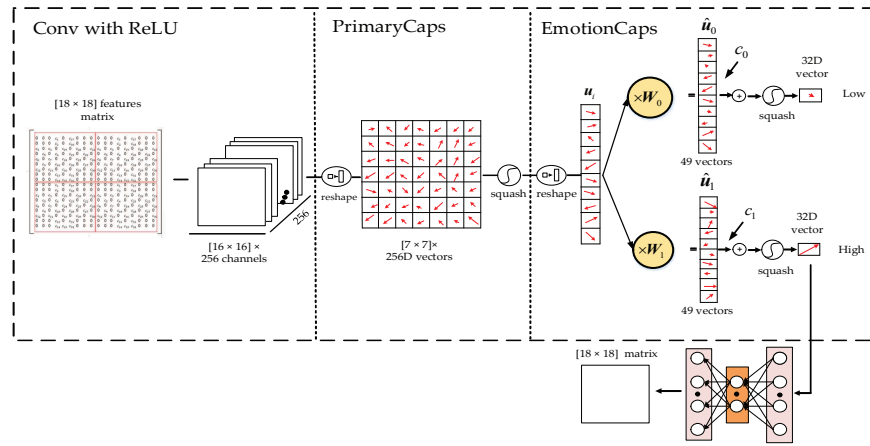 Conv with ReLU
PrimaryCaps
EmotionCaps
[18 × 18] features
matrix
256
[16 × 16]×
256 channels
reshape
[7 × 7]×
256D vectors
squash
reshape
u_i
×W_0
×W_1
û_0
=
c_0
+
squash
32D
vector
Low
49 vectors
û_1
=
c_1
+
squash
32D
vector
High
49 vectors
[18 × 18] matrix